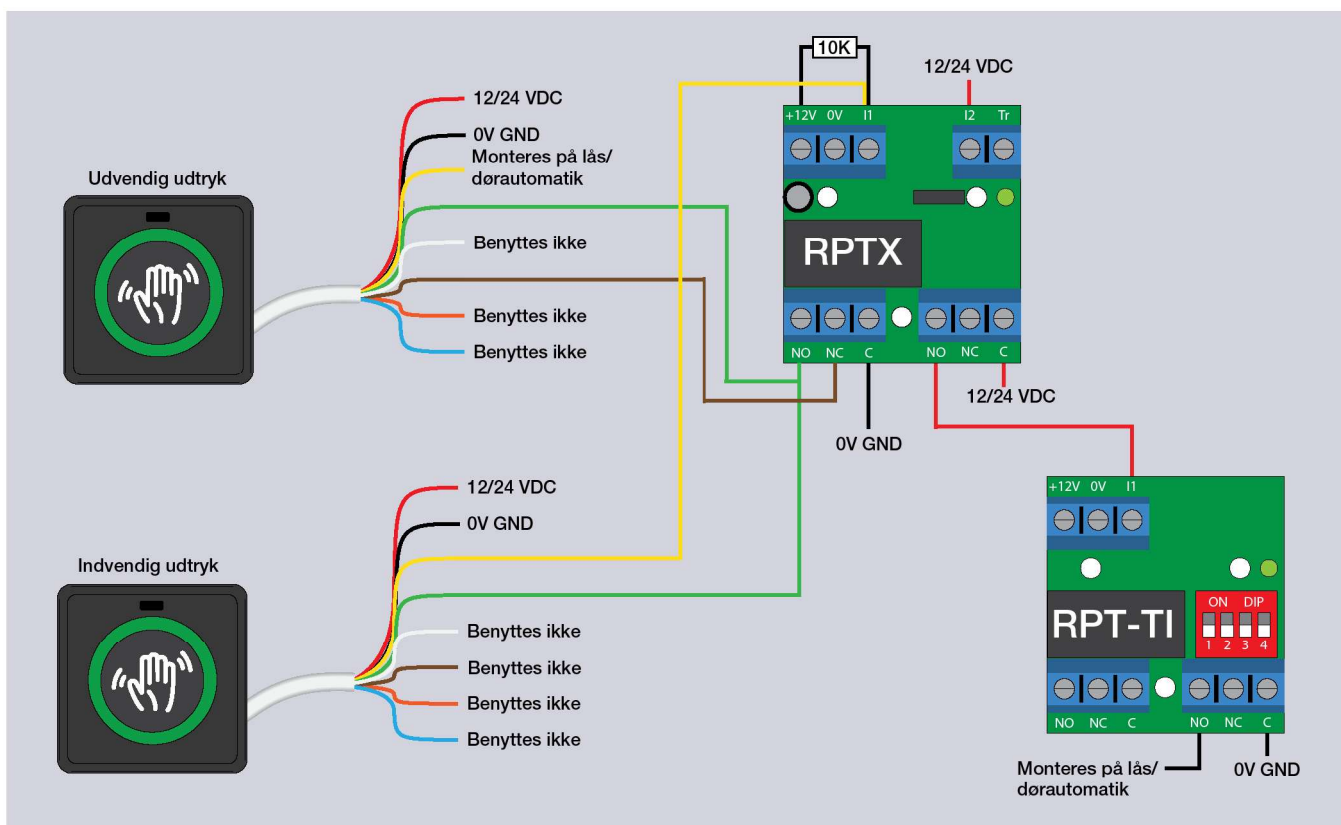 10K
12/24 VDC
+12V 0V I1
I2 Tr
RPTX
NO NC C
NO NC C
0V GND
12/24 VDC
Udvendig udtryk
12/24 VDC
0V GND
Monteres på lås/
dørautomatik
Benyttes ikke
Benyttes ikke
Benyttes ikke
Indvendig udtryk
12/24 VDC
0V GND
Benyttes ikke
Benyttes ikke
Benyttes ikke
Benyttes ikke
+12V 0V I1
RPT-TI
ON DIP
1 2 3 4
NO NC C
NO NC C
Monteres på lås/
dørautomatik
0V GND